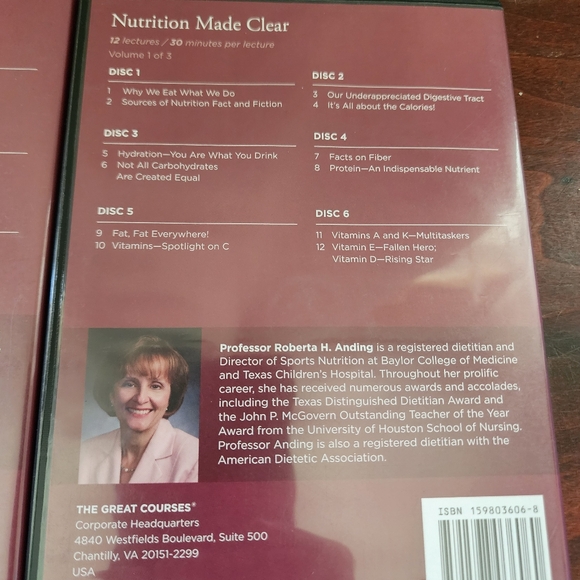 Nutrition Made Clear
12 lectures / 30 minutes per lecture
Volume 1 of 3
DISC 1
1 Why We Eat What We Do
2 Sources of Nutrition Fact and Fiction
DISC 2
3 Our Underappreciated Digestive Tract
4 It's All about the Calories!
DISC 3
5 Hydration—You Are What You Drink
6 Not All Carbohydrates
Are Created Equal
DISC 4
7 Facts on Fiber
8 Protein—An Indispensable Nutrient
DISC 5
9 Fat, Fat Everywhere!
10 Vitamins—Spotlight on C
DISC 6
11 Vitamins A and K—Multitaskers
12 Vitamin E—Fallen Hero;
Vitamin D—Rising Star
Professor Roberta H. Anding is a registered dietitian and
Director of Sports Nutrition at Baylor College of Medicine
and Texas Children's Hospital. Throughout her prolific
career, she has received numerous awards and accolades,
including the Texas Distinguished Dietitian Award and
the John P. McGovern Outstanding Teacher of the Year
Award from the University of Houston School of Nursing.
Professor Anding is also a registered dietitian with the
American Dietetic Association.
THE GREAT COURSES®
Corporate Headquarters
4840 Westfields Boulevard, Suite 500
Chantilly, VA 20151-2299
USA
ISBN 159803606-8